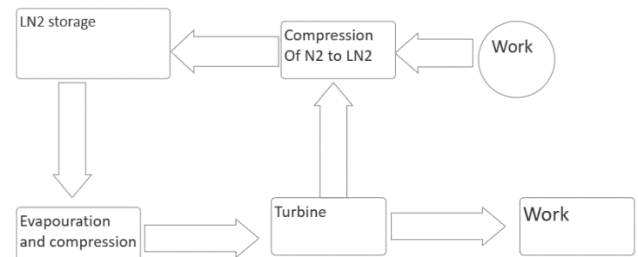 LN2 storage
Compression
Of N2 to LN2
Work
Evapouration
and compression
Turbine
Work